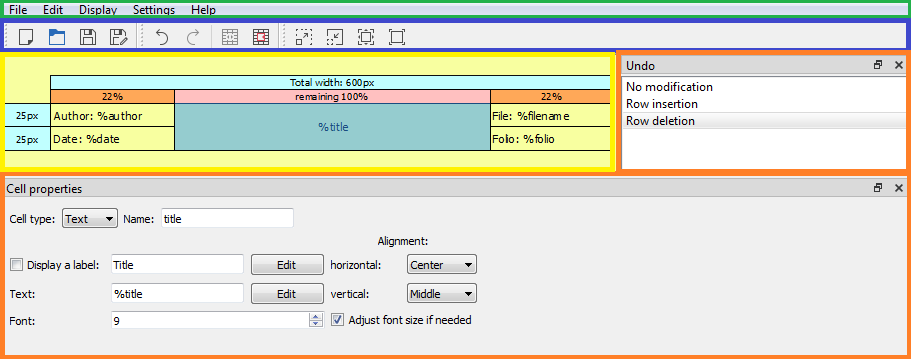 File Edit Display Settings Help
Total width: 600px
22% remaining 100% 22%
25px Author: %author %title File: %filename
25px Date: %date Folio: %folio
Undo
No modification
Row insertion
Row deletion
Cell properties
Cell type: Text Name: title
Alignment:
Display a label: Title Edit horizontal: Center
Text: %title Edit vertical: Middle
Font: 9 Adjust font size if needed